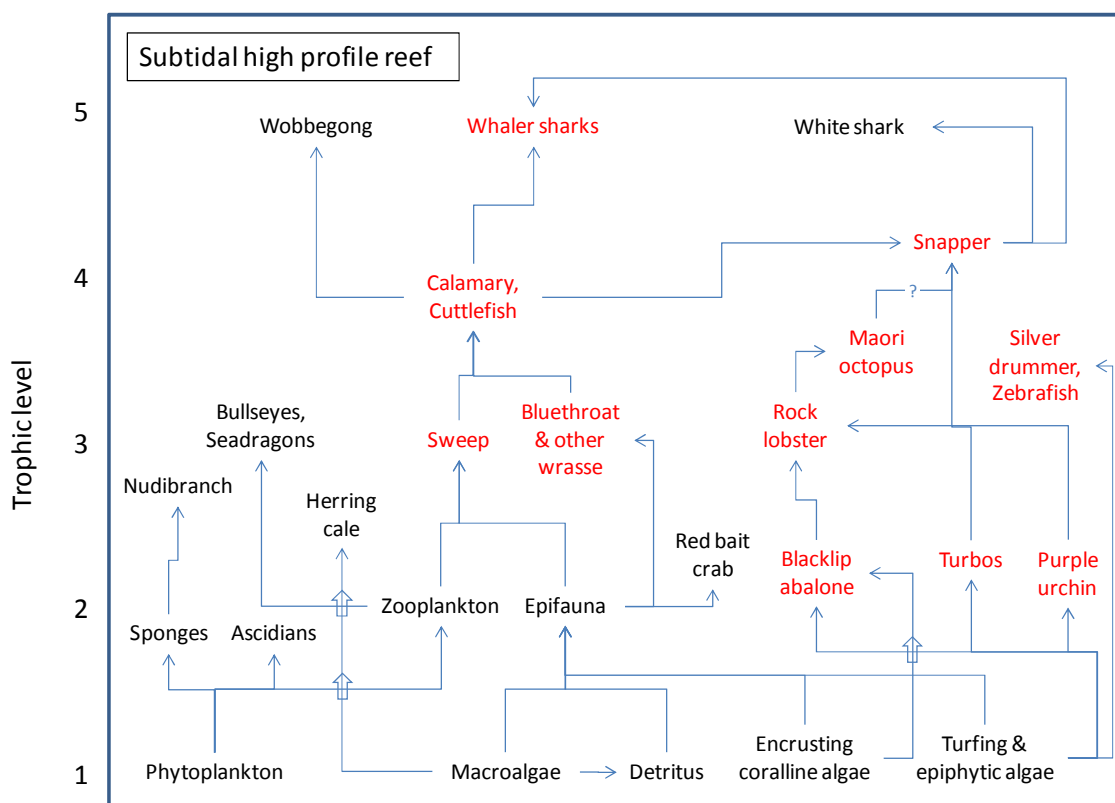 Subtidal high profile reef
5
Wobbegong
Whaler sharks
White shark
Snapper
4
Calamary,
Cuttlefish
?
Maori
octopus
Silver
drummer,
Zebrafish
Trophic level
Bullseyes,
Seadragons
3
Sweep
Bluethroat
& other
wrasse
Rock
lobster
Nudibranch
Herring
cale
Red bait
crab
Blacklip
abalone
Turbos
Purple
urchin
2
Zooplankton
Epifauna
Sponges
Ascidians
1
Phytoplankton
Macroalgae
Detritus
Encrusting
coralline algae
Turfing &
epiphytic algae